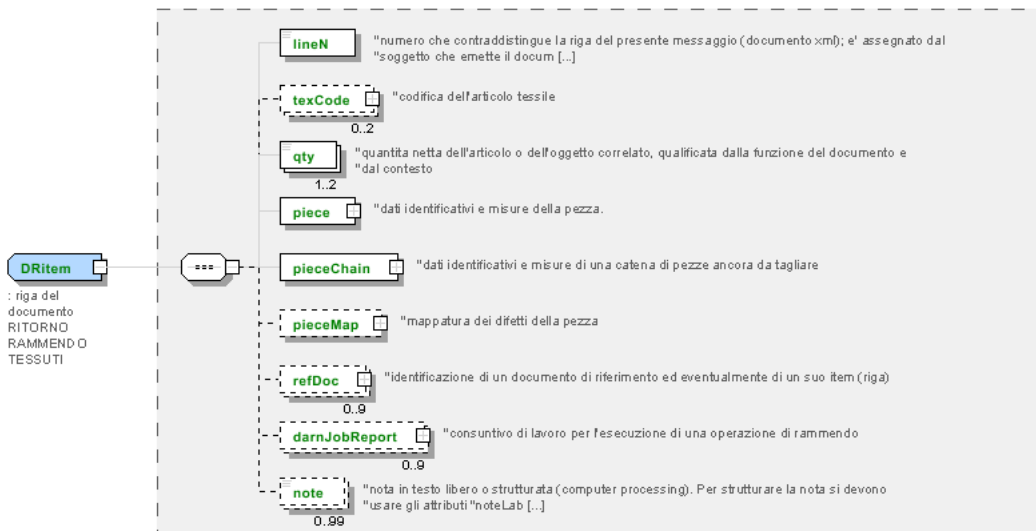 lineN
"numero che contraddistingue la riga del presente messaggio (documento xml); e' assegnato dal
"soggetto che emette il docum [...]
texCode
"codifica dell'articolo tessile
0..2
qty
"quantita netta dell'articolo o dell'oggetto correlato, qualificata dalla funzione del documento e
"dal contesto
1..2
piece
"dati identificativi e misure della pezza.
DRitem
pieceChain
"dati identificativi e misure di una catena di pezze ancora da tagliare
: riga del
documento
RITORNO
RAMMENDO
TESSUTI
pieceMap
"mappatura dei difetti della pezza
refDoc
"identificazione di un documento di riferimento ed eventualmente di un suo item (riga)
0..9
darnJobReport
"consuntivo di lavoro per l'esecuzione di una operazione di rammendo
0..9
note
"nota in testo libero o strutturata (computer processing). Per strutturare la nota si devono
"usare gli attributi "noteLab [...]
0..99